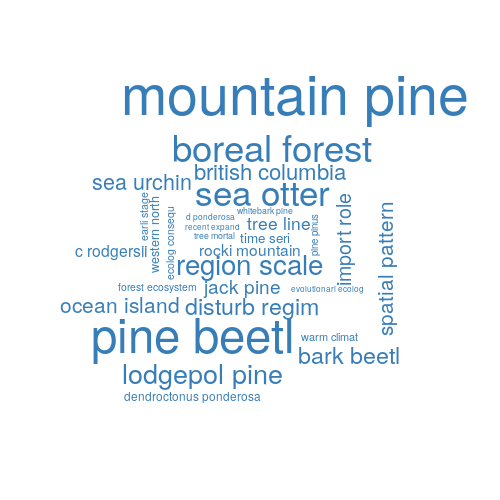 mountain pine
boreal forest
british columbia
sea urchin
sea otter
whitebark pine
d ponderosa
recent expand
tree line
tree mortal
time seri
earli stage
western north
ecolog consequ
pine pinus
import role
spatial pattern
c rodgersii
rocki mountain
region scale
forest ecosystem
jack pine
evolutionari ecolog
ocean island
disturb regim
pine beetl
warm climat
bark beetl
lodgepol pine
dendroctonus ponderosa